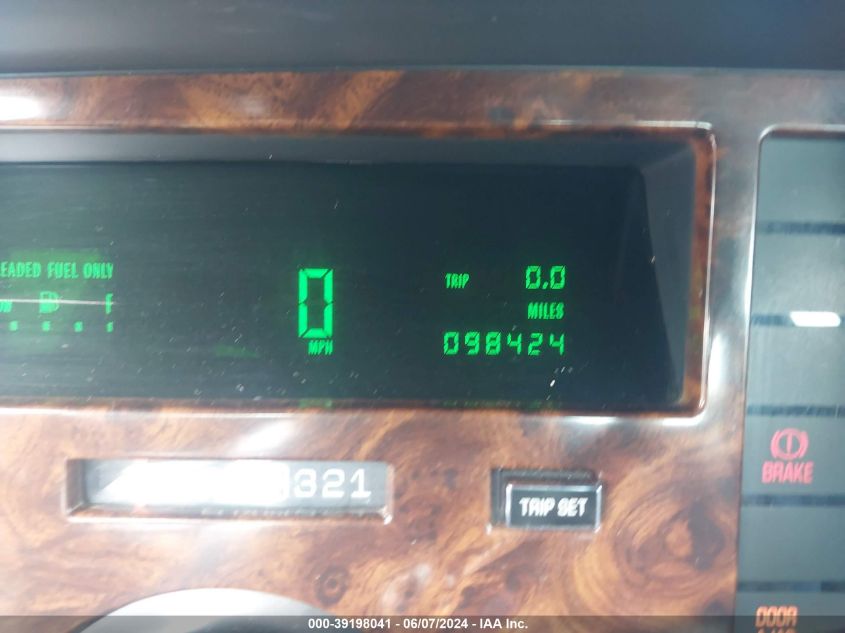 EADED FUEL ONLY
TRIP 0.0
F
MILES
0
098424
MPH
321
TRIP SET
BRAKE
DOOR
000-39198041 - 06/07/2024 - IAA Inc.